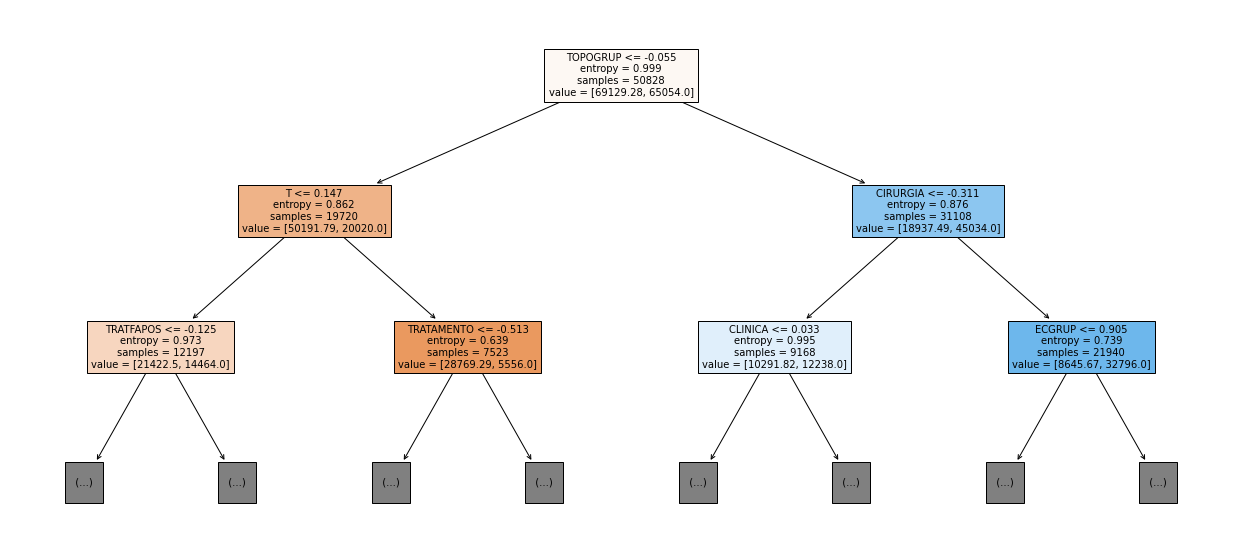 TOPOGRUP <= -0.055
entropy = 0.999
samples = 50828
value = [69129.28, 65054.0]
T <= 0.147
entropy = 0.862
samples = 19720
value = [50191.79, 20020.0]
CIRURGIA <= -0.311
entropy = 0.876
samples = 31108
value = [18937.49, 45034.0]
TRATFAPOS <= -0.125
entropy = 0.973
samples = 12197
value = [21422.5, 14464.0]
TRATAMENTO <= -0.513
entropy = 0.639
samples = 7523
value = [28769.29, 5556.0]
CLINICA <= 0.033
entropy = 0.995
samples = 9168
value = [10291.82, 12238.0]
ECGRUP <= 0.905
entropy = 0.739
samples = 21940
value = [8645.67, 32796.0]
(...)
(...)
(...)
(...)
(...)
(...)
(...)
(...)